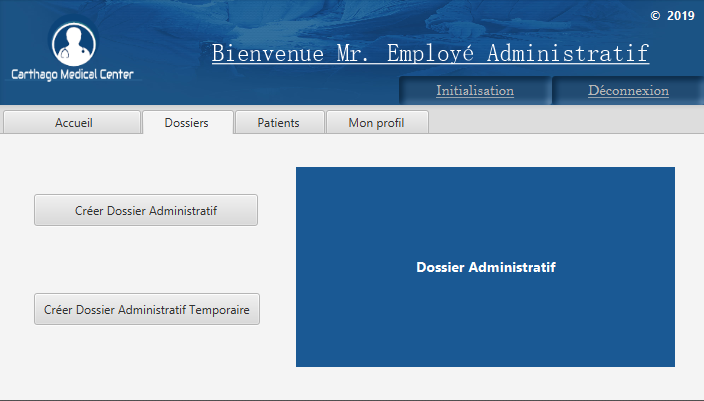 © 2019
Bienvenue Mr. Employé Administratif
Carthago Medical Center
Initialisation
Déconnexion
Accueil
Dossiers
Patients
Mon profil
Créer Dossier Administratif
Dossier Administratif
Créer Dossier Administratif Temporaire